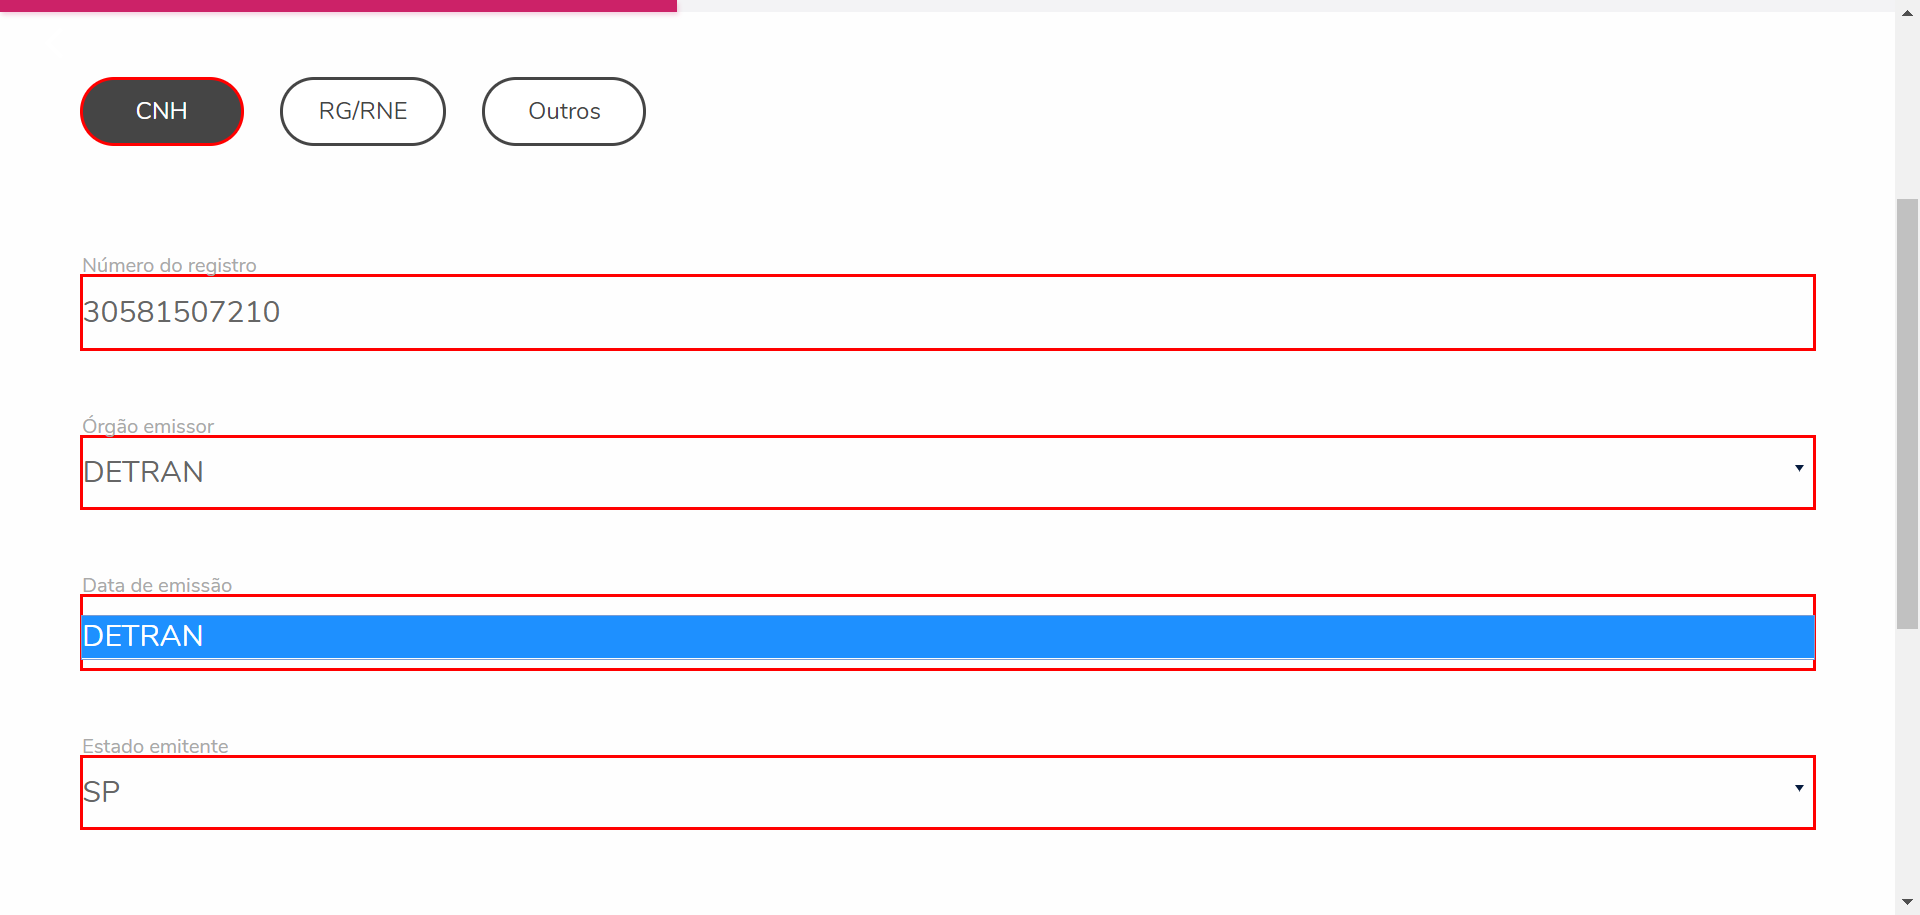 CNH
RG/RNE
Outros
Número do registro
30581507210
Órgão emissor
DETRAN
Data de emissão
DETRAN
Estado emitente
SP